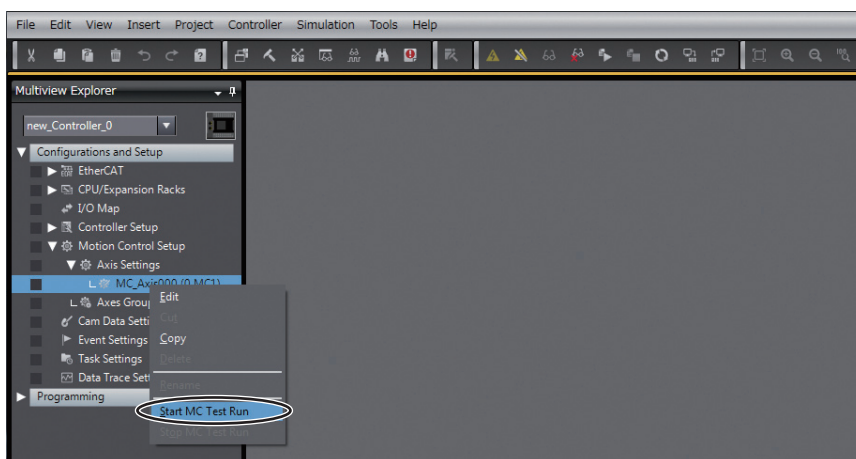 File Edit View Insert Project Controller Simulation Tools Help
Multiview Explorer
new_Controller_0
Configurations and Setup
EtherCAT
CPU/Expansion Racks
I/O Map
Controller Setup
Motion Control Setup
Axis Settings
MC_Axis000 (0,MC1)
Axes Grou
Cam Data Setti
Event Settings
Task Settings
Data Trace Sett
Programming
Edit
Cut
Copy
Delete
Rename
Start MC Test Run
Stop MC Test Run